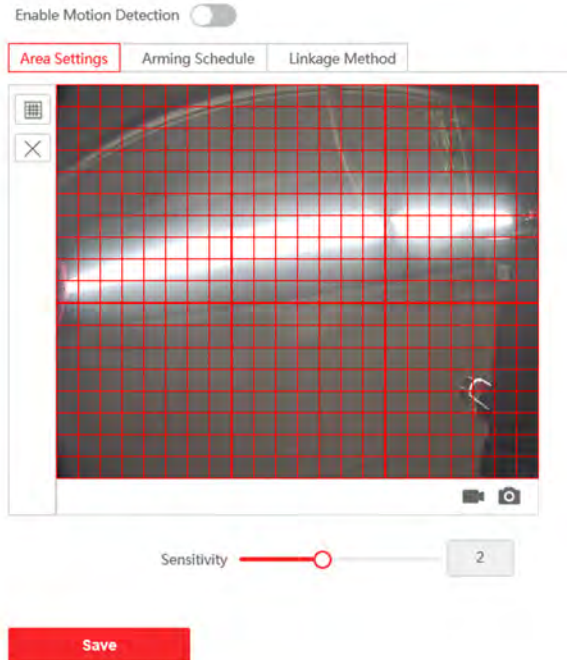 Enable Motion Detection
Area Settings Arming Schedule Linkage Method
Sensitivity 2
Save